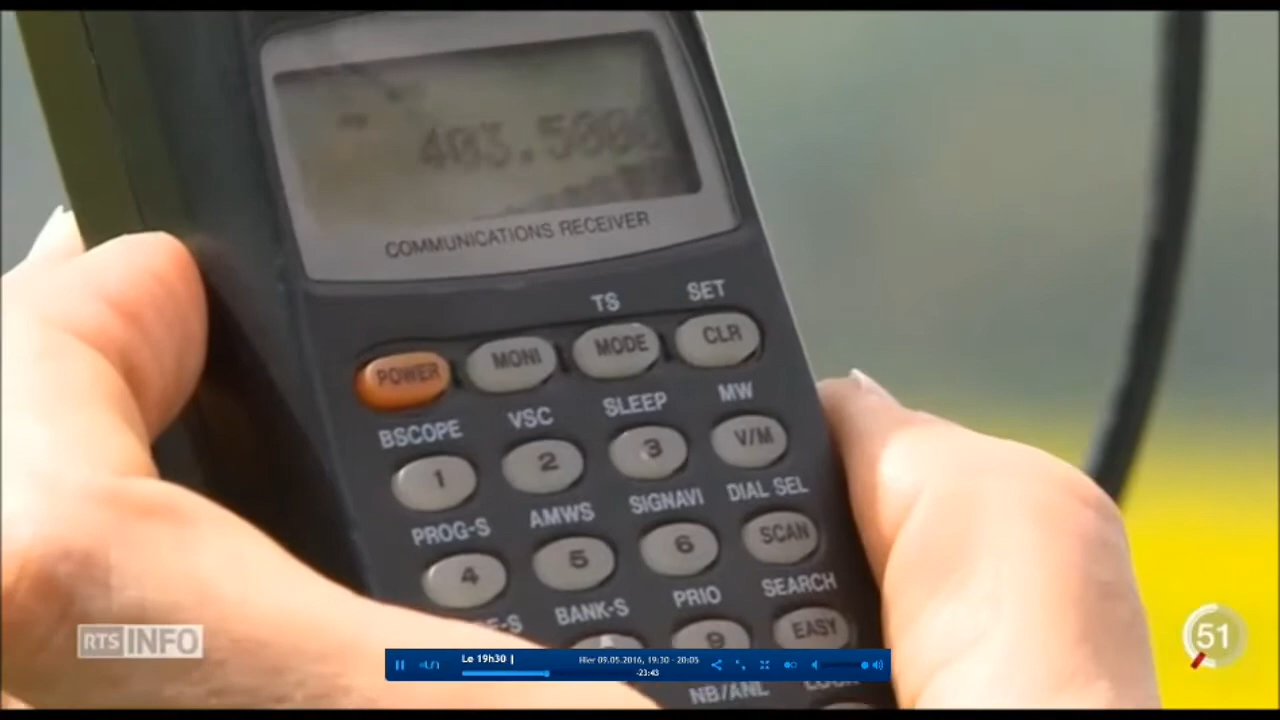 403.500
COMMUNICATIONS RECEIVER
TS SET
POWER MONI MODE CLR
BSCOPE VSC SLEEP MW
1 2 3 V/M
PROG-S AMWS SIGNAVI DIAL SEL
4 5 6 SCAN
BANK-S PRIO SEARCH
9 EASY
NB/ANL
RTS INFO
51
Le 19h30 |
Hier 09.05.2016, 19:30 - 20:05
-23:43